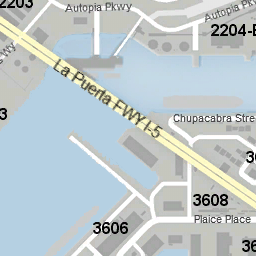 2203
Autopia Pkwy
Autopia Pkwy
2204-
La Puerta FWY I-5
Chupacabra Stre
3608
Plaice Place
3606